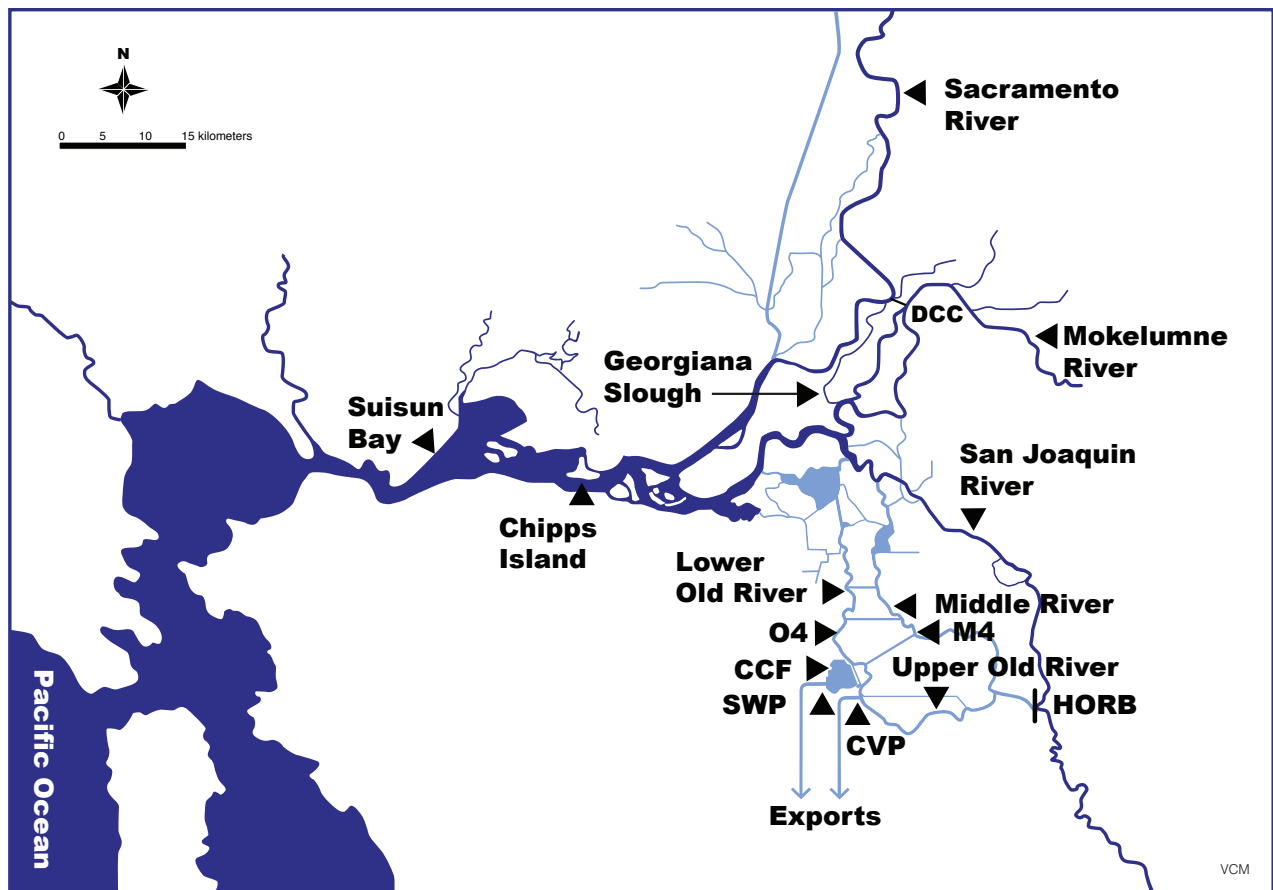 N
0 5 10 15 kilometers
Sacramento
River
DCC
Mokelumne
River
Georgiana
Slough
Suisun
Bay
San Joaquin
River
Chipps
Island
Lower
Old River
Middle River
O4
M4
CCF
Upper Old River
SWP
HORB
CVP
Exports
Pacific Ocean
VCM